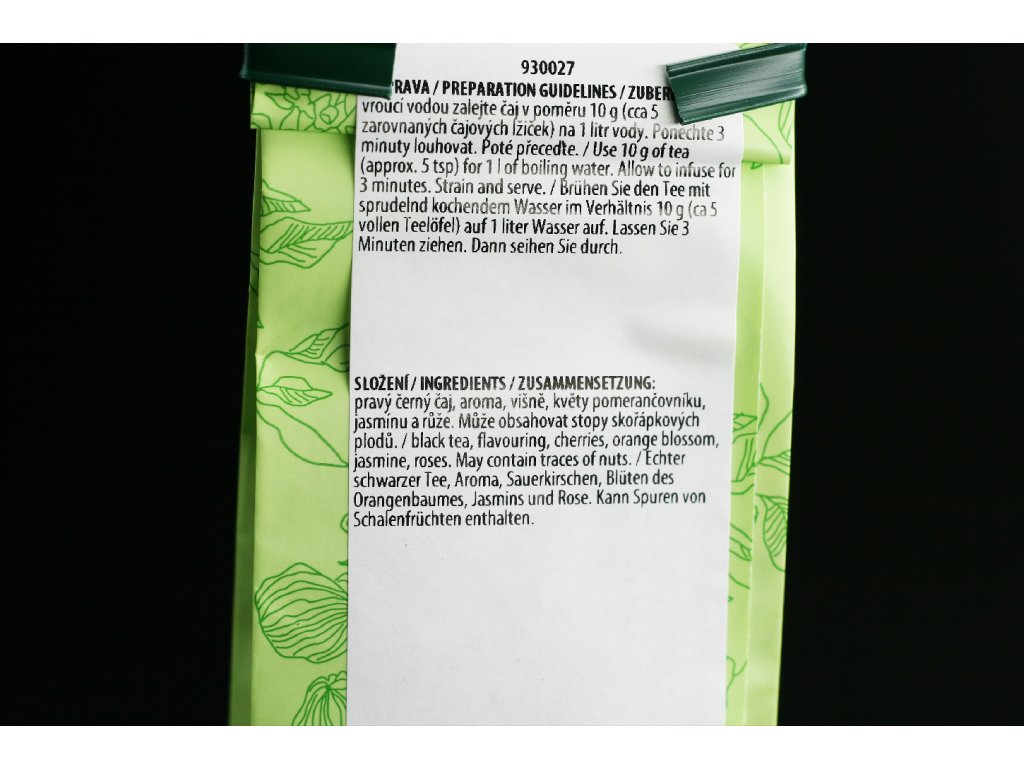 930027
RAVA / PREPARATION GUIDELINES / ZUBER
vroucí vodou zalejte čaj v poměru 10 g (cca 5
zarovnaných čajových lžiček) na 1 litr vody. Ponechte 3
minuty louhovat. Poté přeceďte. / Use 10 g of tea
(approx. 5 tsp) for 1 l of boiling water. Allow to infuse for
3 minutes. Strain and serve. / Brühen Sie den Tee mit
sprudelnd kochendem Wasser im Verhältnis 10 g (ca 5
vollen Teelöfel) auf 1 liter Wasser auf. Lassen Sie 3
Minuten ziehen. Dann seihen Sie durch.
SLOŽENÍ / INGREDIENTS / ZUSAMMENSETZUNG:
pravý černý čaj, aroma, višně, květy pomerančovníku,
jasmínu a růže. Může obsahovat stopy skořápkových
plodů. / black tea, flavouring, cherries, orange blossom,
jasmine, roses. May contain traces of nuts. / Echter
schwarzer Tee, Aroma, Sauerkirschen, Blüten des
Orangenbaumes, Jasmins und Rose. Kann Spuren von
Schalenfrüchten enthalten.